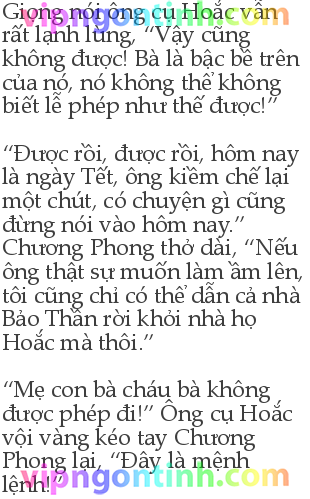 vipngontinh.com
Giọng nói ông cụ Hoắc vẫn
rất lạnh lùng, “Vậy cũng
không được! Bà là bậc bề trên
của nó, nó không thể không
biết lễ phép như thế được!”
“Được rồi, được rồi, hôm nay
là ngày Tết, ông kiềm chế lại
một chút, có chuyện gì cũng
đừng nói vào hôm nay.”
Chương Phong thở dài, “Nếu
ông thật sự muốn làm ầm lên,
tôi cũng chỉ có thể dẫn cả nhà
Bảo Thần rời khỏi nhà họ
Hoắc mà thôi.”
“Mẹ con bà cháu bà không
được phép đi!” Ông cụ Hoắc
vội vàng kéo tay Chương
Phong lại, “Đây là mệnh
lệnh!”
vipngontinh.com